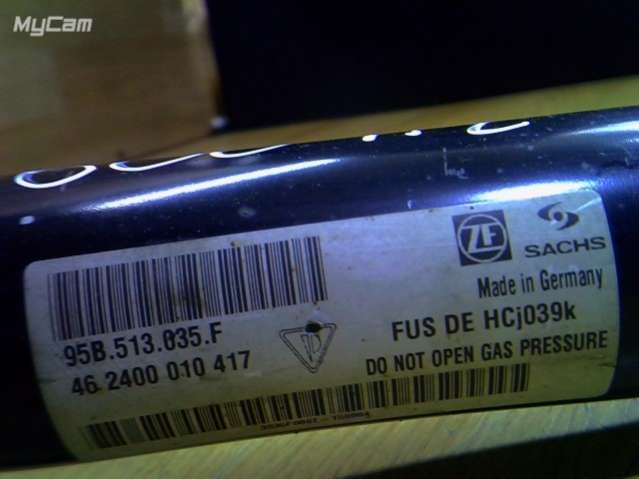 MyCam
ZF
SACHS
Made in Germany
95B.513.035.F
FUS DE HCj039k
46 2400 010 417
DO NOT OPEN GAS PRESSURE